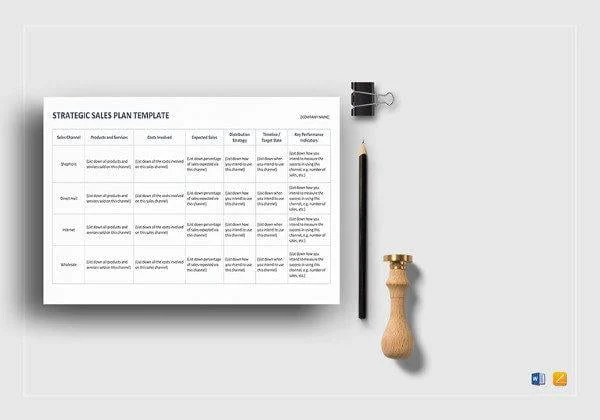 STRATEGIC SALES PLAN TEMPLATE
[COMPANY NAME]
Sales Channel
Products and Services
Costs Involved
Expected Sales
Distribution
Strategy
Timeline /
Target Date
Key Performance
Indicators
Shophoris
[List down all products and
services sold on this channel]
[List down all the costs involved
on this sales channel]
[List down percentage
of sales expected via
this channel]
[List down how
you intend to use
this channel]
[List down when
you intend to use
this channel]
[List down how you
intend to measure the
success in using this
channel, e.g. number of
sales, etc.]
Direct mail
[List down all products and
services sold on this channel]
[List down all the costs involved
on this sales channel]
[List down percentage
of sales expected via
this channel]
[List down how
you intend to use
this channel]
[List down when
you intend to use
this channel]
[List down how you
intend to measure the
success in using this
channel, e.g. number of
sales, etc.]
Internet
[List down all products and
services sold on this channel]
[List down all the costs involved
on this sales channel]
[List down percentage
of sales expected via
this channel]
[List down how
you intend to use
this channel]
[List down when
you intend to use
this channel]
[List down how you
intend to measure the
success in using this
channel, e.g. number of
sales, etc.]
Wholesale
[List down all products and
services sold on this channel]
[List down all the costs involved
on this sales channel]
[List down percentage
of sales expected via
this channel]
[List down how
you intend to use
this channel]
[List down when
you intend to use
this channel]
[List down how you
intend to measure the
success in using this
channel, e.g. number of
sales, etc.]
W